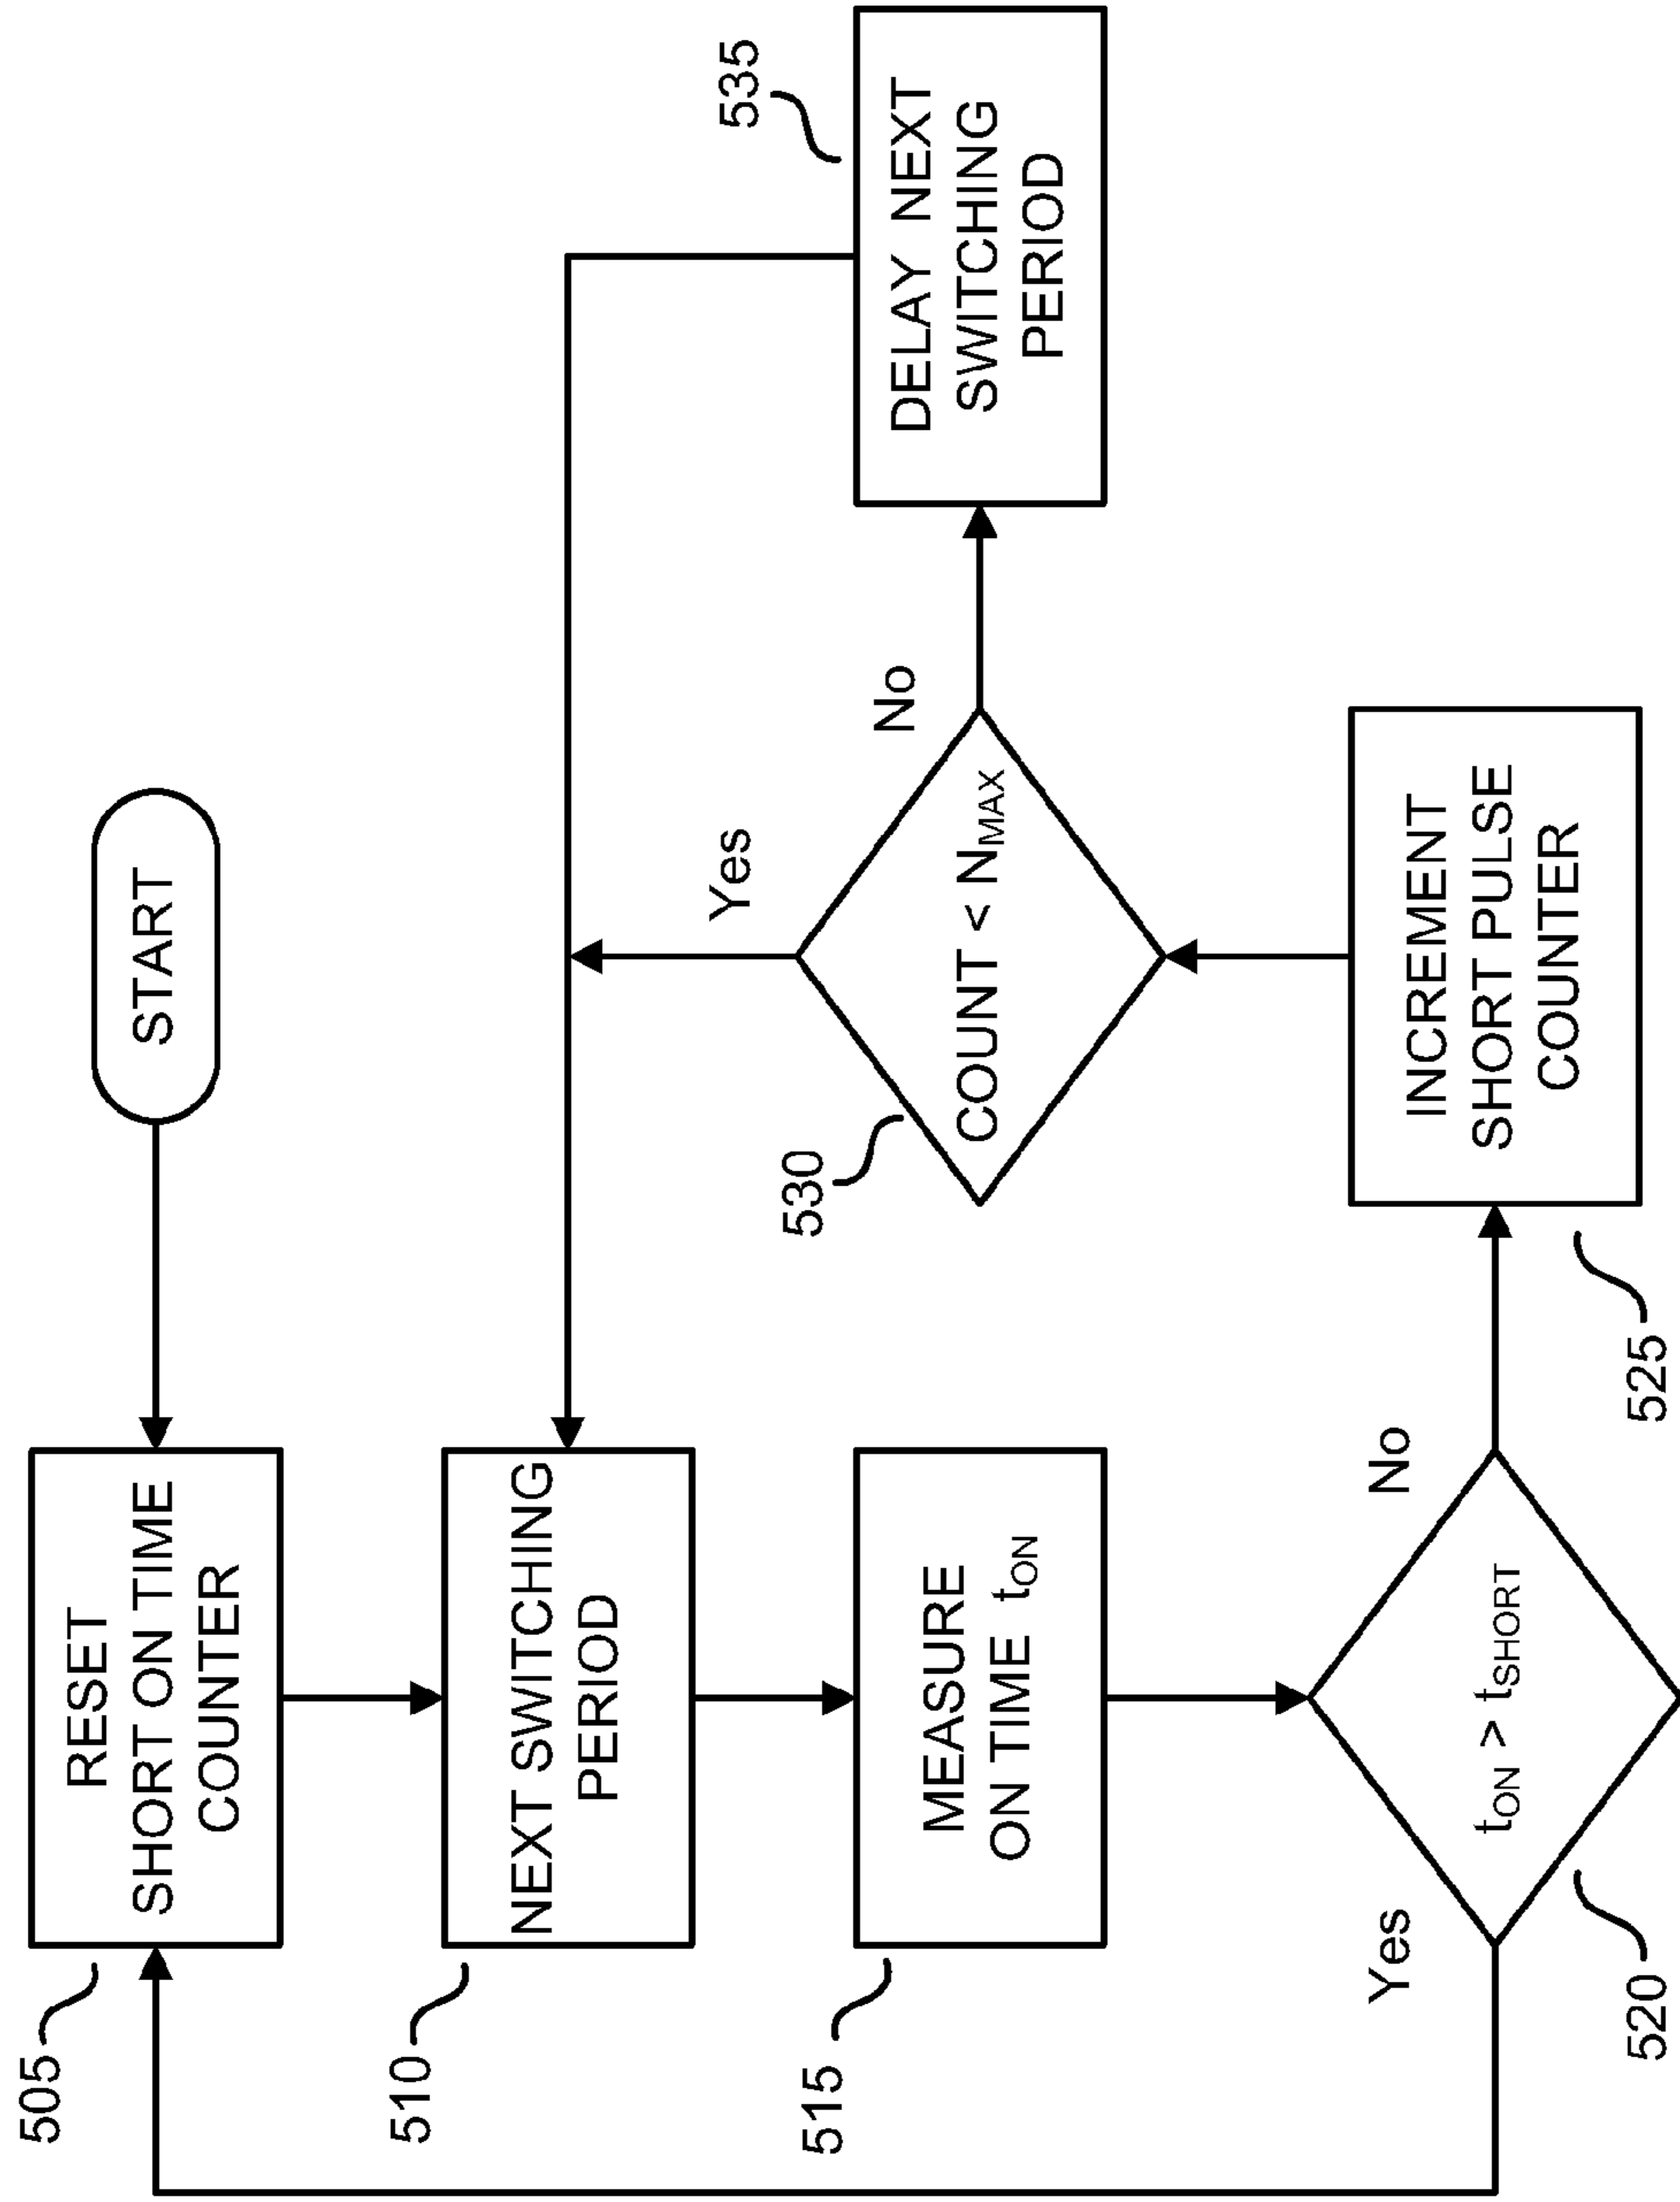 START
505
RESET
SHORT ON TIME
COUNTER
510
NEXT SWITCHING
PERIOD
515
MEASURE
ON TIME tON
520
tON > tSHORT
Yes
No
525
INCREMENT
SHORT PULSE
COUNTER
530
COUNT < NMAX
Yes
No
535
DELAY NEXT
SWITCHING
PERIOD